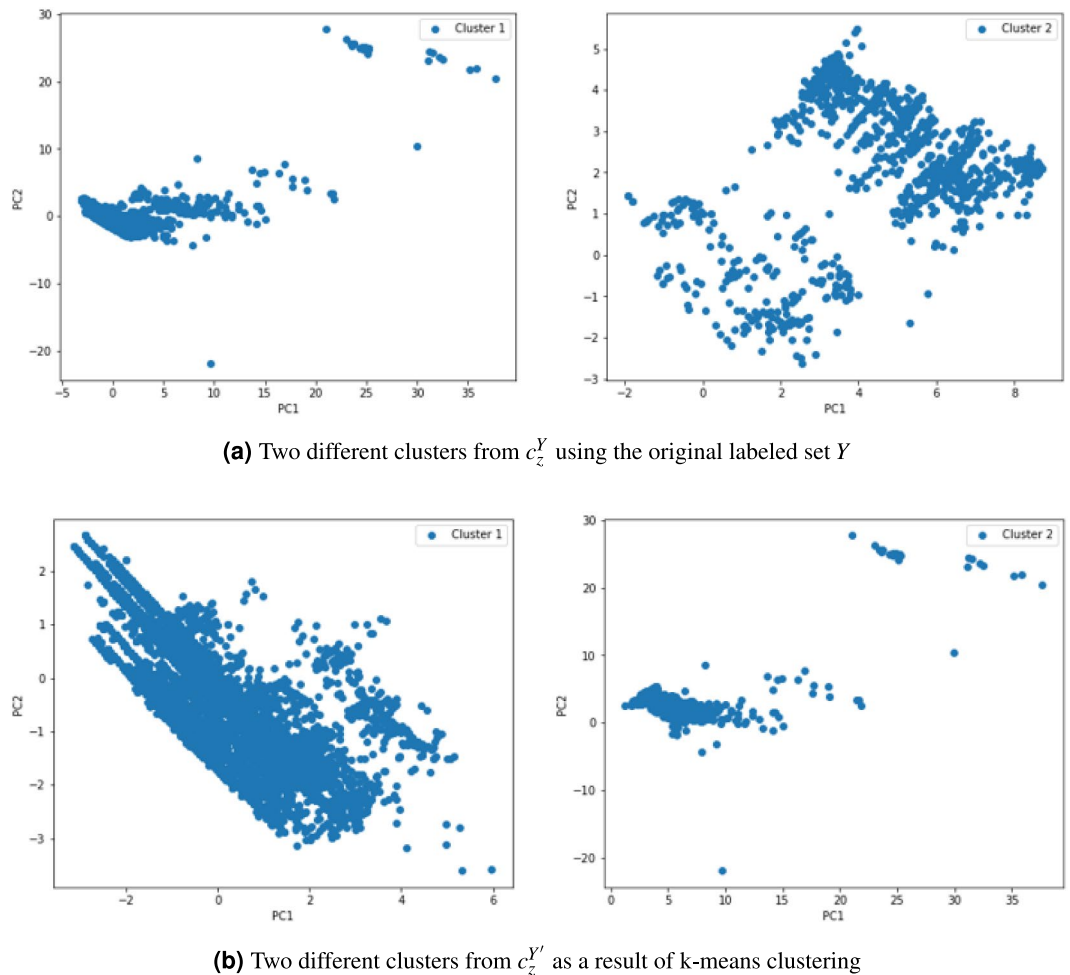 Cluster 1
30
20
10
0
−10
−20
PC2
−5 0 5 10 15 20 25 30 35
PC1
Cluster 2
5
4
3
2
1
0
−1
−2
−3
PC2
−2 0 2 4 6 8
PC1
(a) Two different clusters from c_z^Y using the original labeled set Y
Cluster 1
2
1
0
−1
−2
−3
PC2
−2 0 2 4 6
PC1
Cluster 2
30
20
10
0
−10
−20
PC2
0 5 10 15 20 25 30 35
PC1
(b) Two different clusters from c_z^{Y′} as a result of k-means clustering